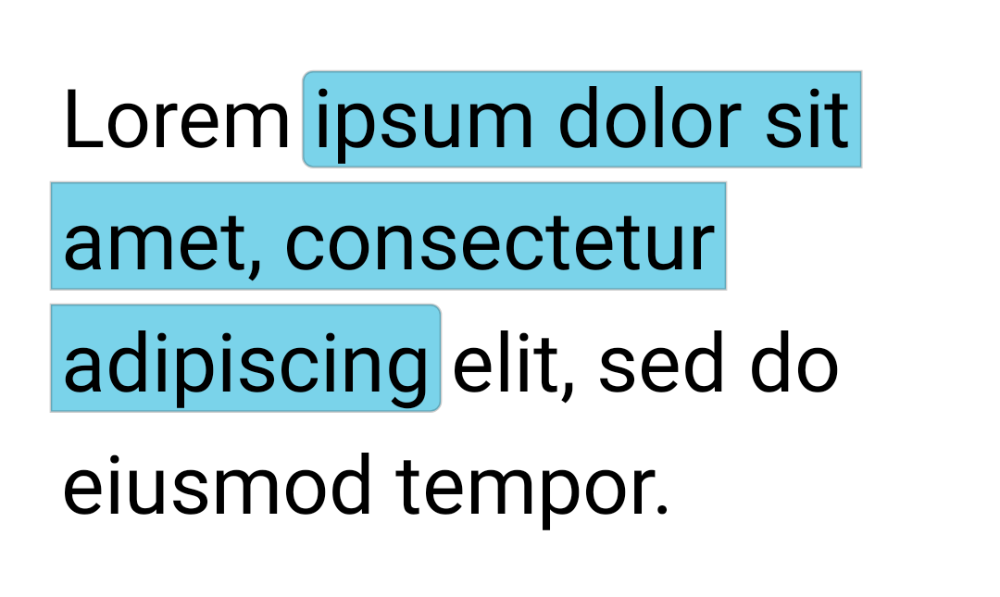 Lorem ipsum dolor sit
amet, consectetur
adipiscing elit, sed do
eiusmod tempor.